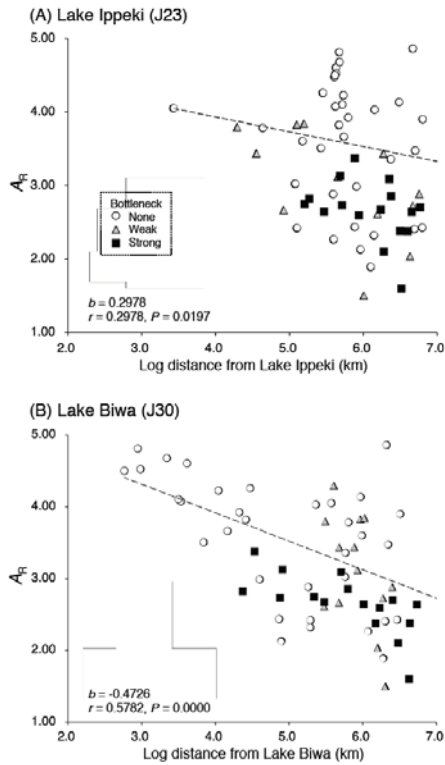 (A) Lake Ippeki (J23)
5.00
4.00
3.00
2.00
1.00
AR
Bottleneck
None
Weak
Strong
b = 0.2978
r = 0.2978, P = 0.0197
2.0 3.0 4.0 5.0 6.0 7.0
Log distance from Lake Ippeki (km)
(B) Lake Biwa (J30)
5.00
4.00
3.00
2.00
1.00
AR
b = -0.4726
r = 0.5782, P = 0.0000
2.0 3.0 4.0 5.0 6.0 7.0
Log distance from Lake Biwa (km)